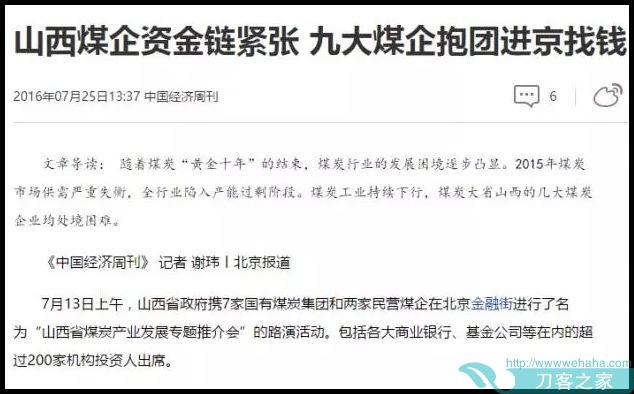 山西煤企资金链紧张 九大煤企抱团进京找钱
2016年07月25日13:37 中国经济周刊
6
文章导读： 随着煤炭“黄金十年”的结束，煤炭行业的发展困境逐步凸显。2015年煤炭
市场供需严重失衡，全行业陷入产能过剩阶段。煤炭工业持续下行，煤炭大省山西的几大煤炭
企业均处境困难。
《中国经济周刊》 记者 谢玮丨北京报道
7月13日上午，山西省政府携7家国有煤炭集团和两家民营煤企在北京金融街进行了名
为“山西省煤炭产业发展专题推介会”的路演活动。包括各大商业银行、基金公司等在内的超
过200家机构投资人出席。
http://www.wehaha.com
刀客之家